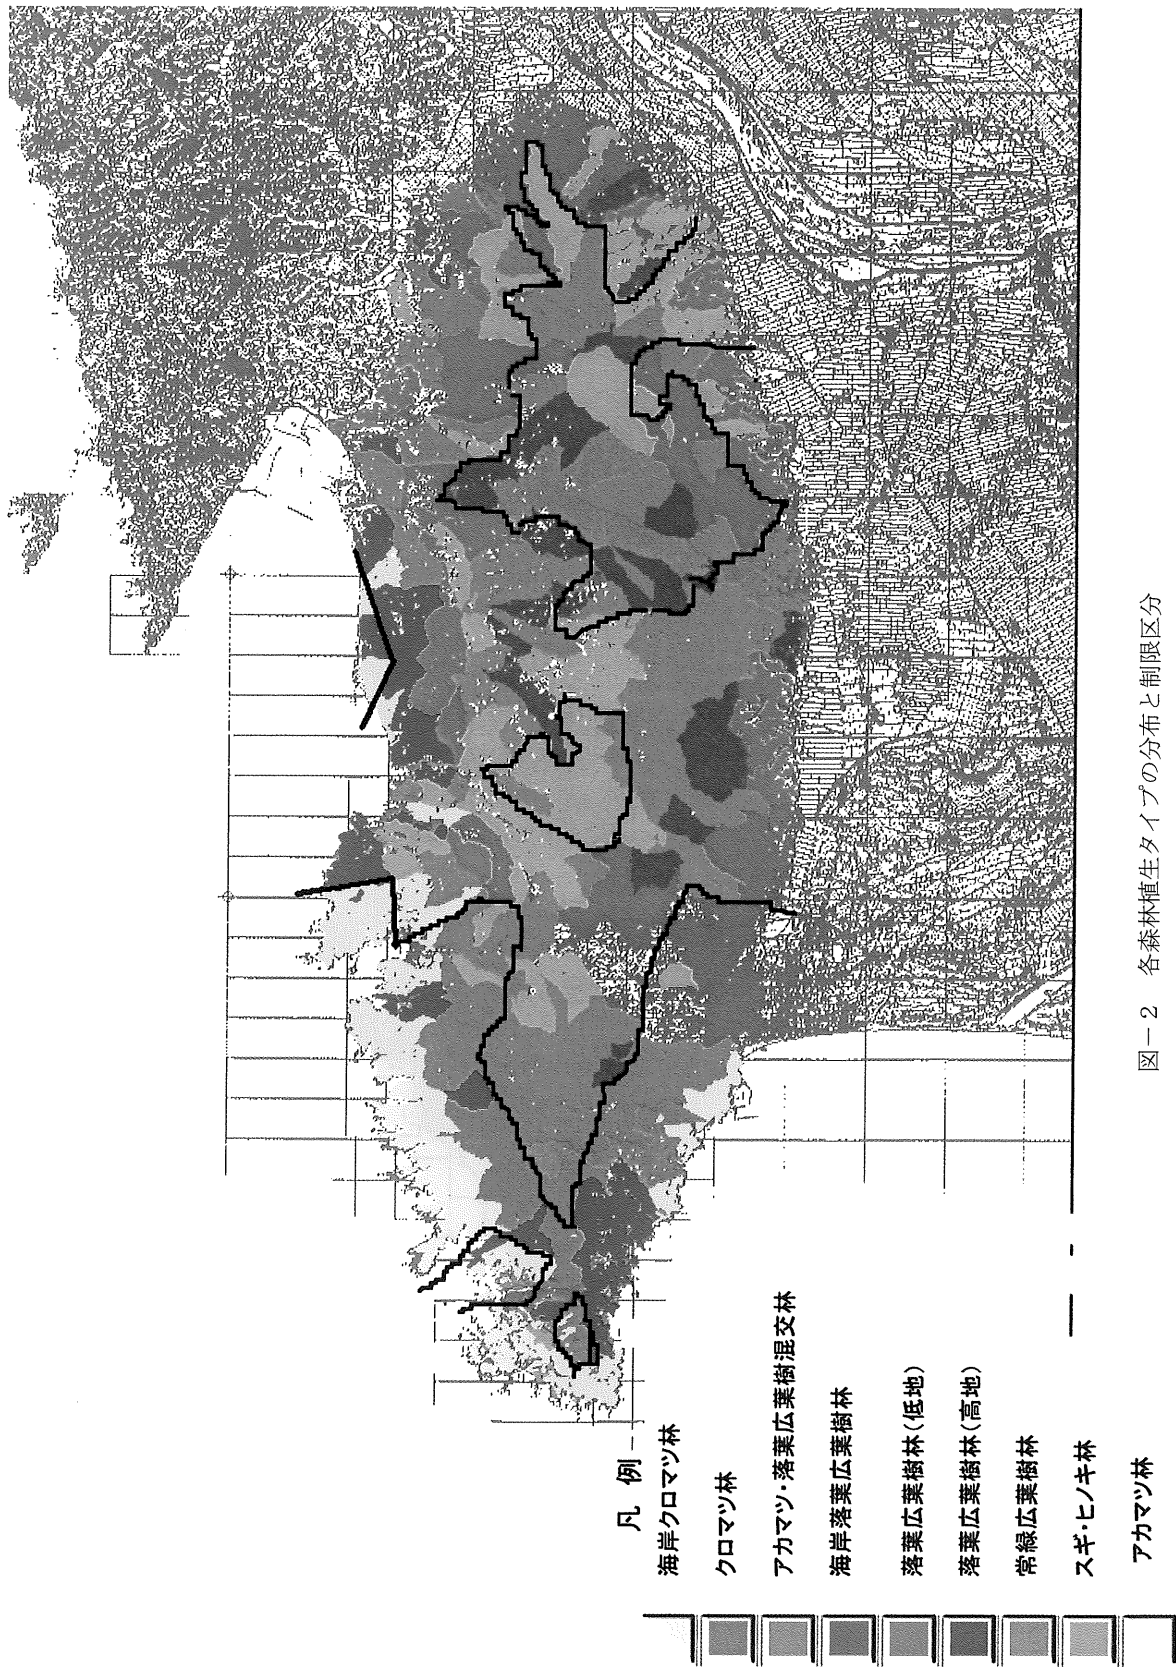 凡 例
海岸クロマツ林
クロマツ林
アカマツ・落葉広葉樹混交林
海岸落葉広葉樹林
落葉広葉樹林(低地)
落葉広葉樹林(高地)
常緑広葉樹林
スギ・ヒノキ林
アカマツ林
図－2 各森林植生タイプの分布と制限区分